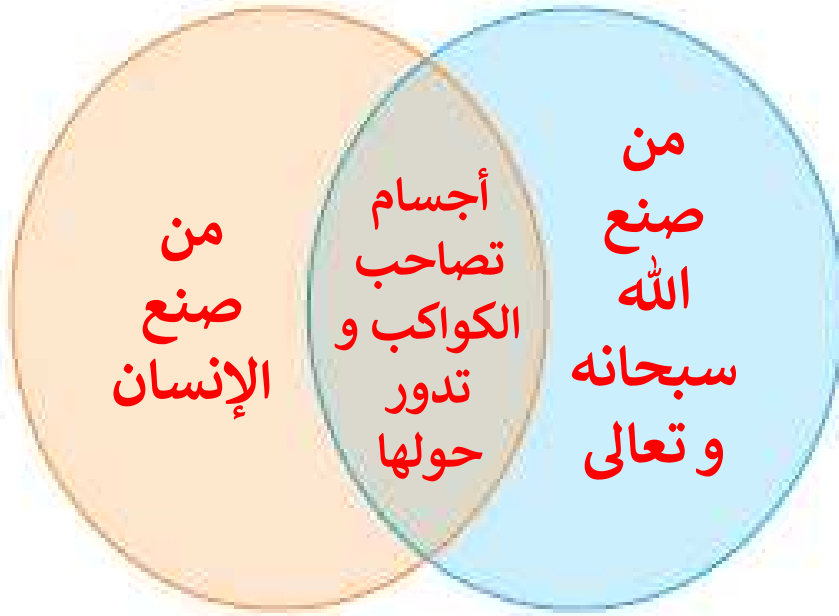 من
صنع
الله
سبحانه
و تعالى
أجسام
تصاحب
الكواكب و
تدور
حولها
من
صنع
الإنسان